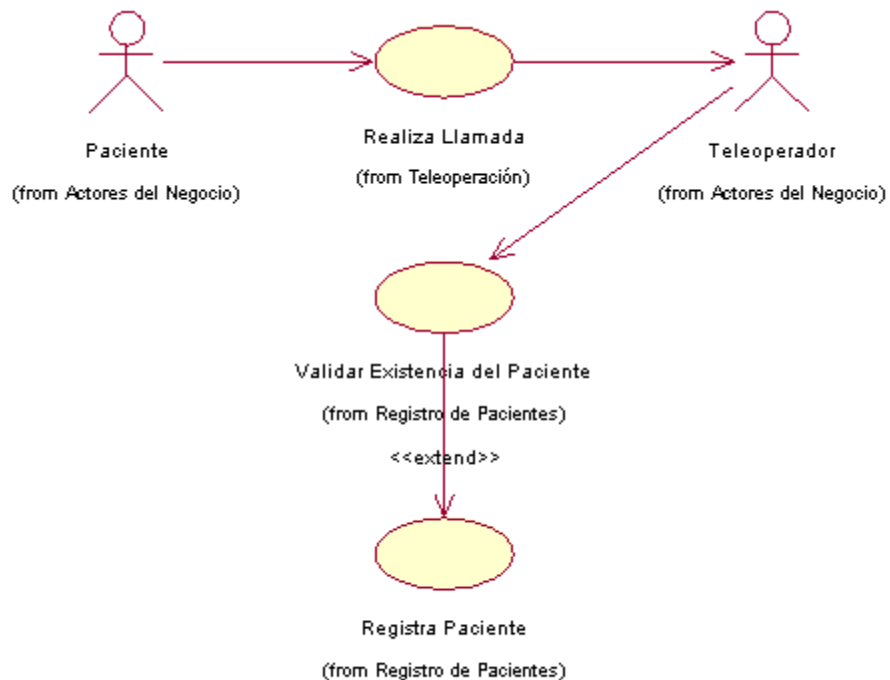 Paciente
(from Actores del Negocio)
Realiza Llamada
(from Teleoperación)
Teleoperador
(from Actores del Negocio)
Validar Existencia del Paciente
(from Registro de Pacientes)
<<extend>>
Registra Paciente
(from Registro de Pacientes)